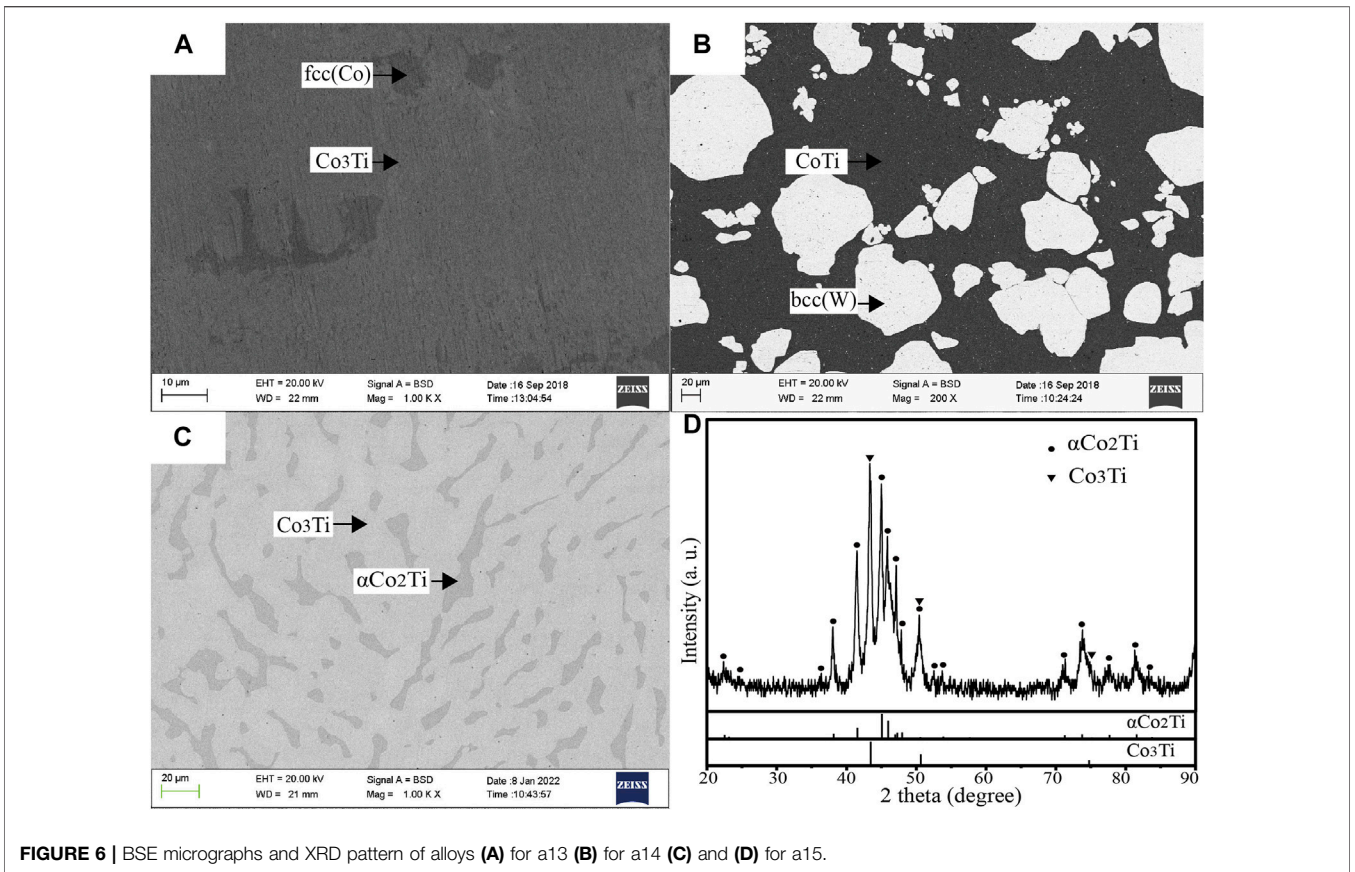 A
fcc(Co)
Co3Ti
10 µm
EHT = 20.00 kV
WD = 22 mm
Signal A = BSD
Mag = 1.00 K X
Date :16 Sep 2018
Time :13:04:54
ZEISS
B
CoTi
bcc(W)
20 µm
EHT = 20.00 kV
WD = 22 mm
Signal A = BSD
Mag = 200 X
Date :16 Sep 2018
Time :10:24:24
ZEISS
C
Co3Ti
αCo2Ti
20 µm
EHT = 20.00 kV
WD = 21 mm
Signal A = BSD
Mag = 1.00 K X
Date :8 Jan 2022
Time :10:43:57
ZEISS
D
αCo2Ti
Co3Ti
Intensity (a. u.)
αCo2Ti
Co3Ti
20 30 40 50 60 70 80 90
2 theta (degree)
FIGURE 6 | BSE micrographs and XRD pattern of alloys (A) for a13 (B) for a14 (C) and (D) for a15.